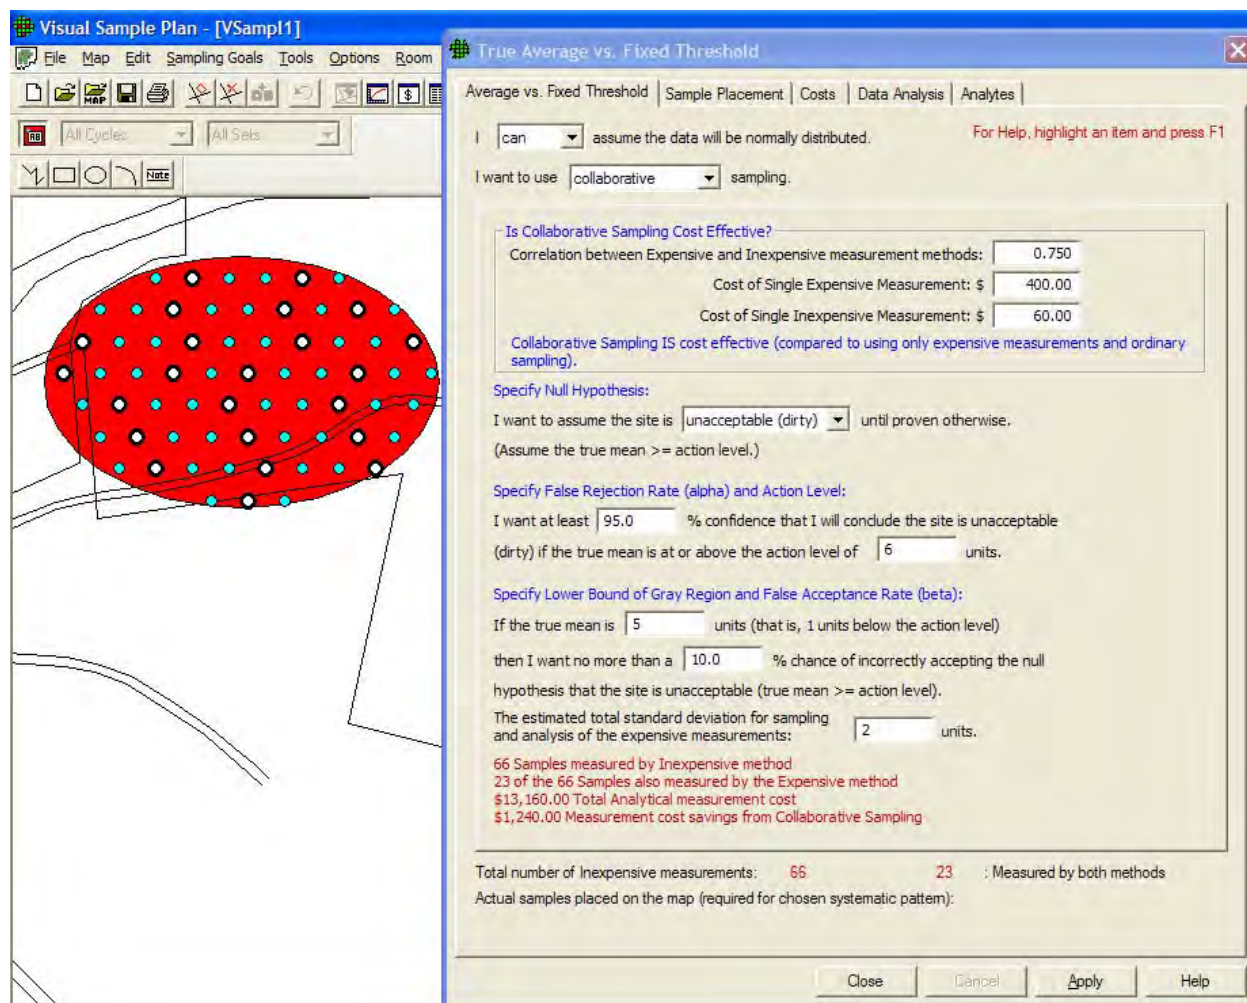 Visual Sample Plan - [VSampl1]
File Map Edit Sampling Goals Tools Options Room
MAP
$
RB All Cycles All Sets
Note
True Average vs. Fixed Threshold
Average vs. Fixed Threshold Sample Placement Costs Data Analysis Analytes
For Help, highlight an item and press F1
I can assume the data will be normally distributed.
I want to use collaborative sampling.
Is Collaborative Sampling Cost Effective?
Correlation between Expensive and Inexpensive measurement methods: 0.750
Cost of Single Expensive Measurement: $ 400.00
Cost of Single Inexpensive Measurement: $ 60.00
Collaborative Sampling IS cost effective (compared to using only expensive measurements and ordinary
sampling).
Specify Null Hypothesis:
I want to assume the site is unacceptable (dirty) until proven otherwise.
(Assume the true mean >= action level.)
Specify False Rejection Rate (alpha) and Action Level:
I want at least 95.0 % confidence that I will conclude the site is unacceptable
(dirty) if the true mean is at or above the action level of 6 units.
Specify Lower Bound of Gray Region and False Acceptance Rate (beta):
If the true mean is 5 units (that is, 1 units below the action level)
then I want no more than a 10.0 % chance of incorrectly accepting the null
hypothesis that the site is unacceptable (true mean >= action level).
The estimated total standard deviation for sampling
and analysis of the expensive measurements: 2 units.
66 Samples measured by Inexpensive method
23 of the 66 Samples also measured by the Expensive method
$13,160.00 Total Analytical measurement cost
$1,240.00 Measurement cost savings from Collaborative Sampling
Total number of Inexpensive measurements: 66 23 : Measured by both methods
Actual samples placed on the map (required for chosen systematic pattern):
Close Cancel Apply Help